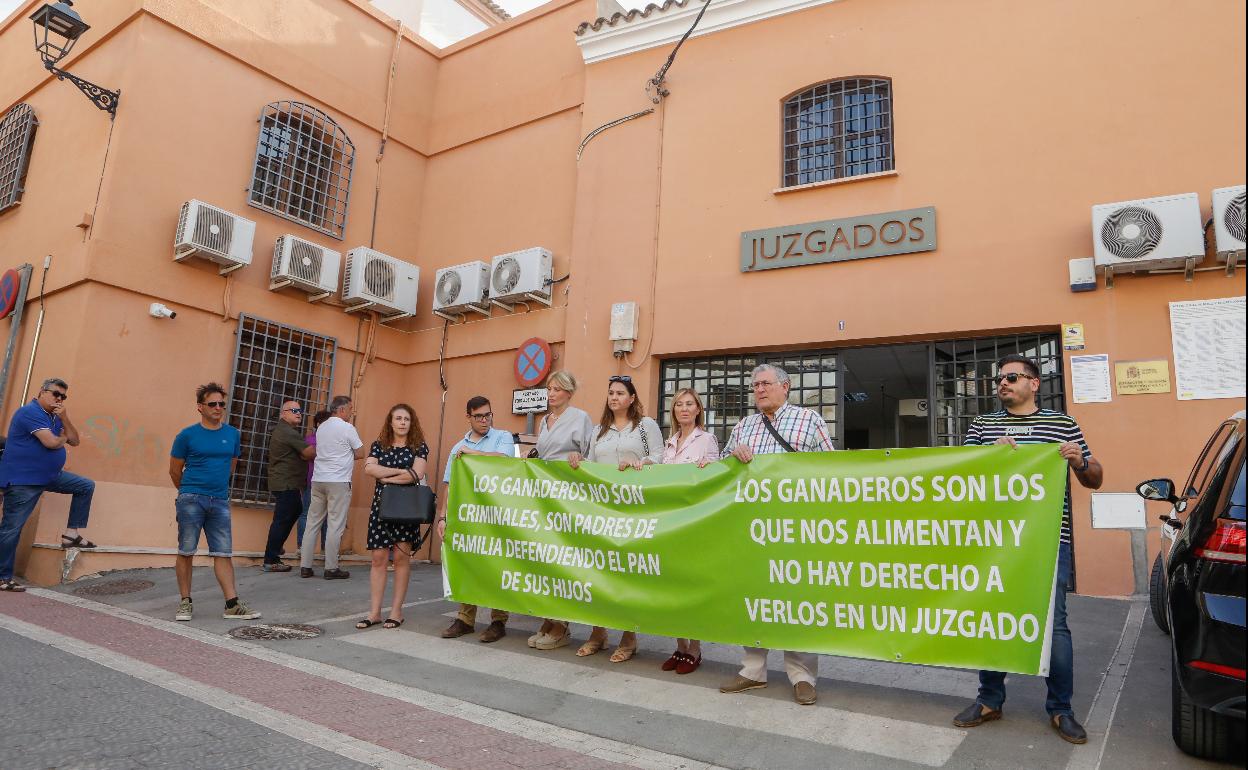 JUZGADOS
LOS GANADEROS NO SON
CRIMINALES, SON PADRES DE
FAMILIA DEFENDIENDO EL PAN
DE SUS HIJOS
LOS GANADEROS SON LOS
QUE NOS ALIMENTAN Y
NO HAY DERECHO A
VERLOS EN UN JUZGADO